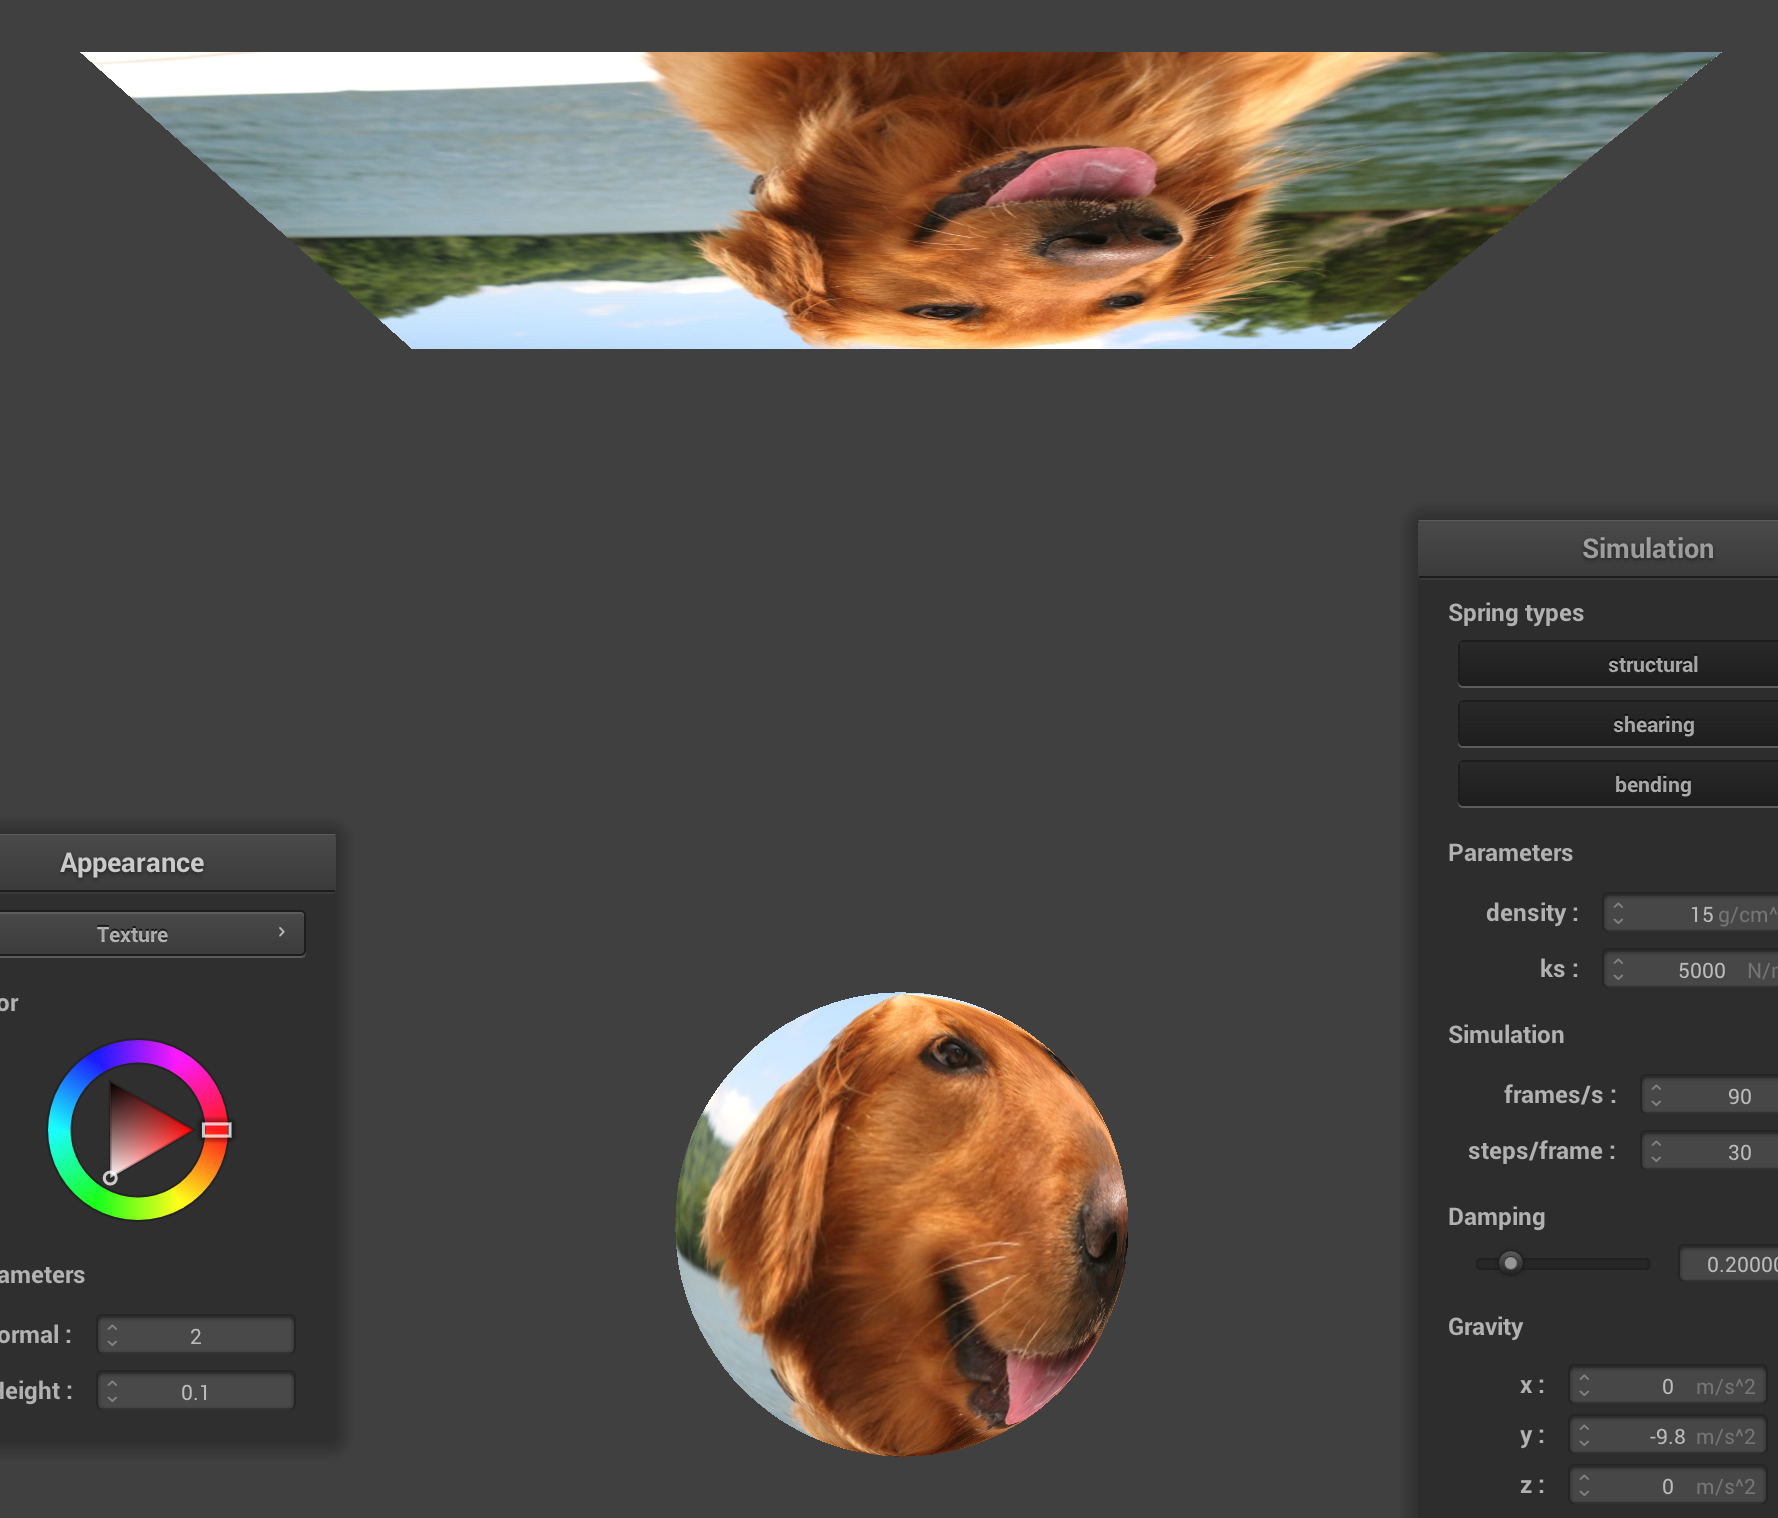 Simulation
Spring types
structural
shearing
bending
Parameters
density :
15 g/cm^
ks :
5000 N/
Simulation
frames/s :
90
steps/frame :
30
Damping
0.20000
Gravity
x :
0 m/s^2
y :
-9.8 m/s^2
z :
0 m/s^2
Appearance
Texture
or
ameters
ormal :
2
eight :
0.1